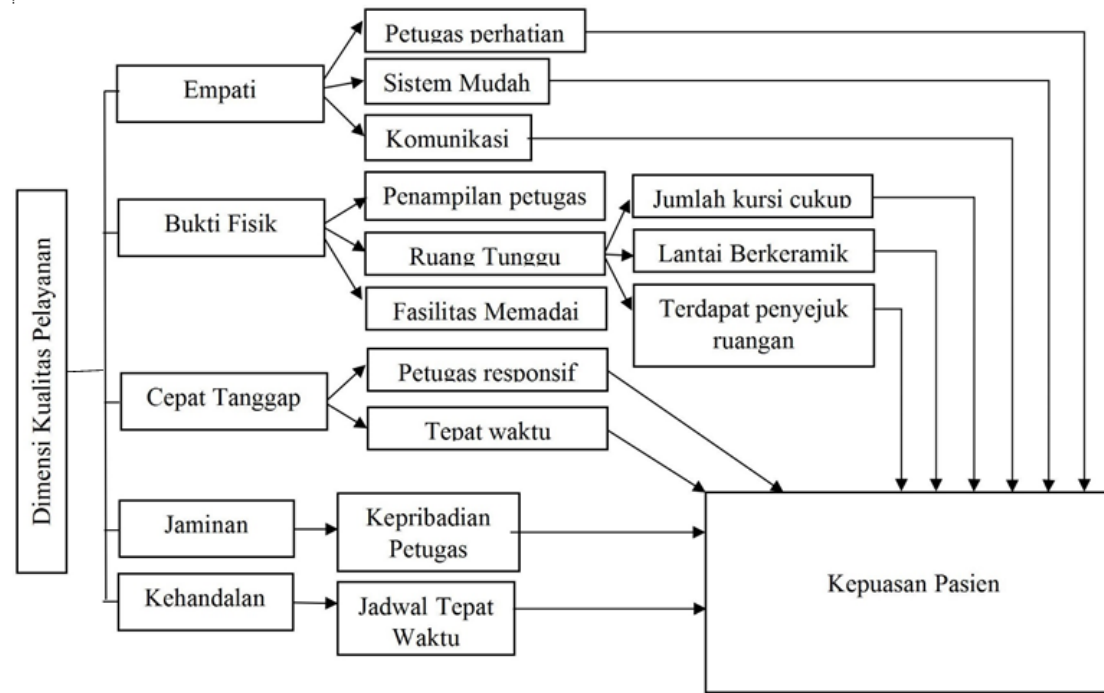 Dimensi Kualitas Pelayanan
Empati
Petugas perhatian
Sistem Mudah
Komunikasi
Bukti Fisik
Penampilan petugas
Ruang Tunggu
Fasilitas Memadai
Jumlah kursi cukup
Lantai Berkeramik
Terdapat penyejuk
ruangan
Cepat Tanggap
Petugas responsif
Tepat waktu
Jaminan
Kepribadian
Petugas
Kehandalan
Jadwal Tepat
Waktu
Kepuasan Pasien